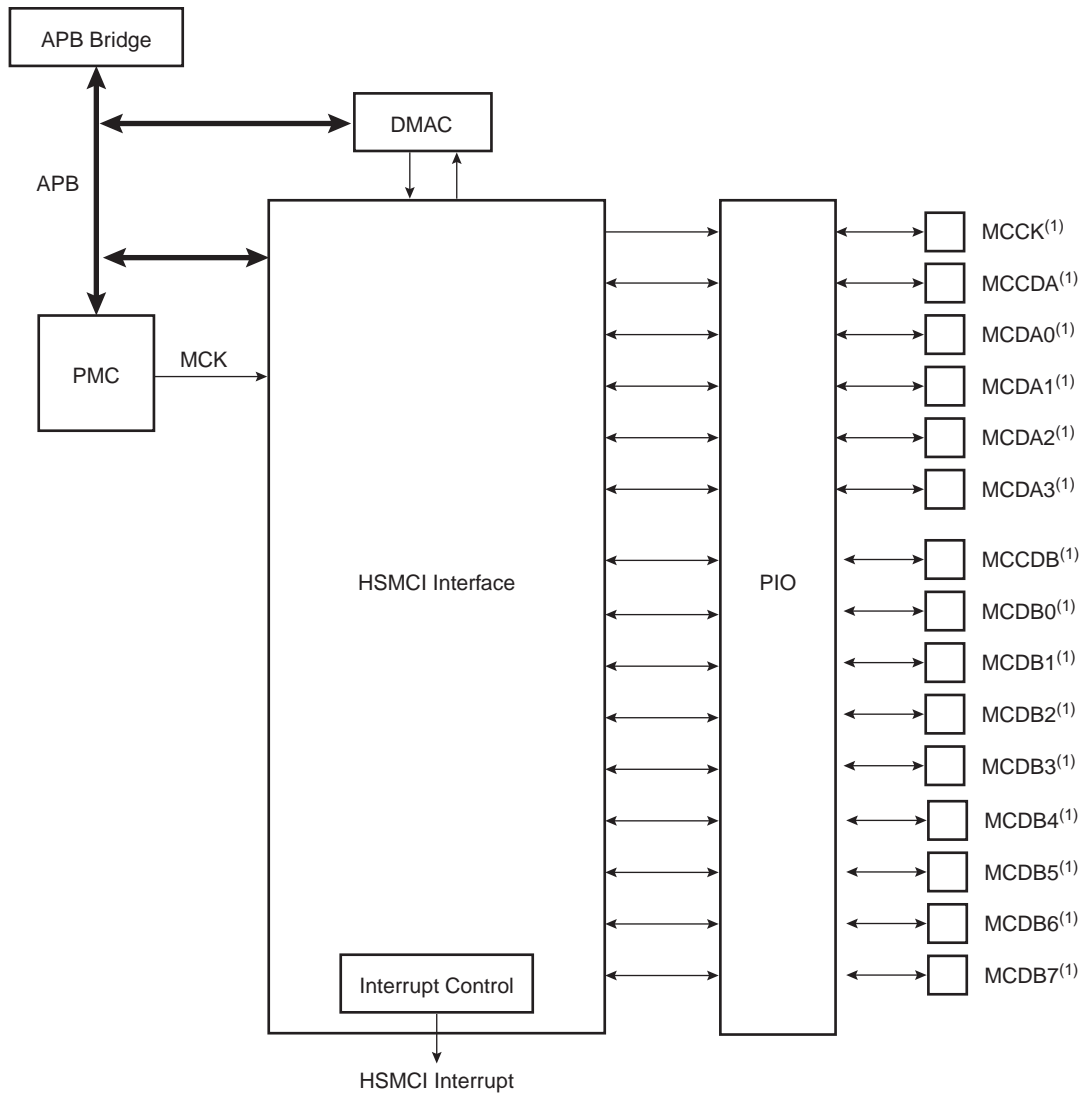 APB Bridge
DMAC
APB
PMC
MCK
HSMCI Interface
Interrupt Control
HSMCI Interrupt
PIO
MCCK(1)
MCCDA(1)
MCDA0(1)
MCDA1(1)
MCDA2(1)
MCDA3(1)
MCCDB(1)
MCDB0(1)
MCDB1(1)
MCDB2(1)
MCDB3(1)
MCDB4(1)
MCDB5(1)
MCDB6(1)
MCDB7(1)